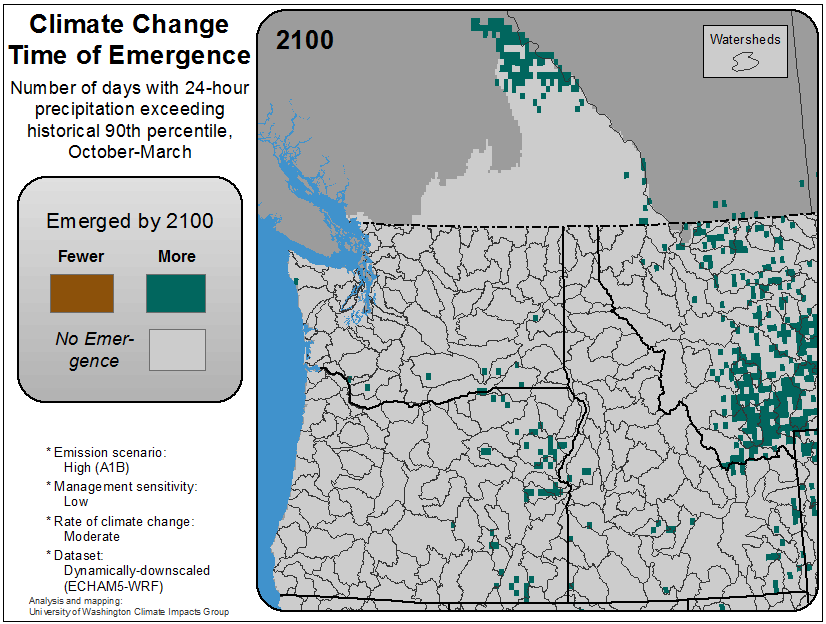 Climate Change
Time of Emergence
Number of days with 24-hour
precipitation exceeding
historical 90th percentile,
October-March
Emerged by 2100
Fewer
More
No Emer-
gence
* Emission scenario:
High (A1B)
* Management sensitivity:
Low
* Rate of climate change:
Moderate
* Dataset:
Dynamically-downscaled
(ECHAM5-WRF)
Analysis and mapping:
University of Washington Climate Impacts Group
2100
Watersheds